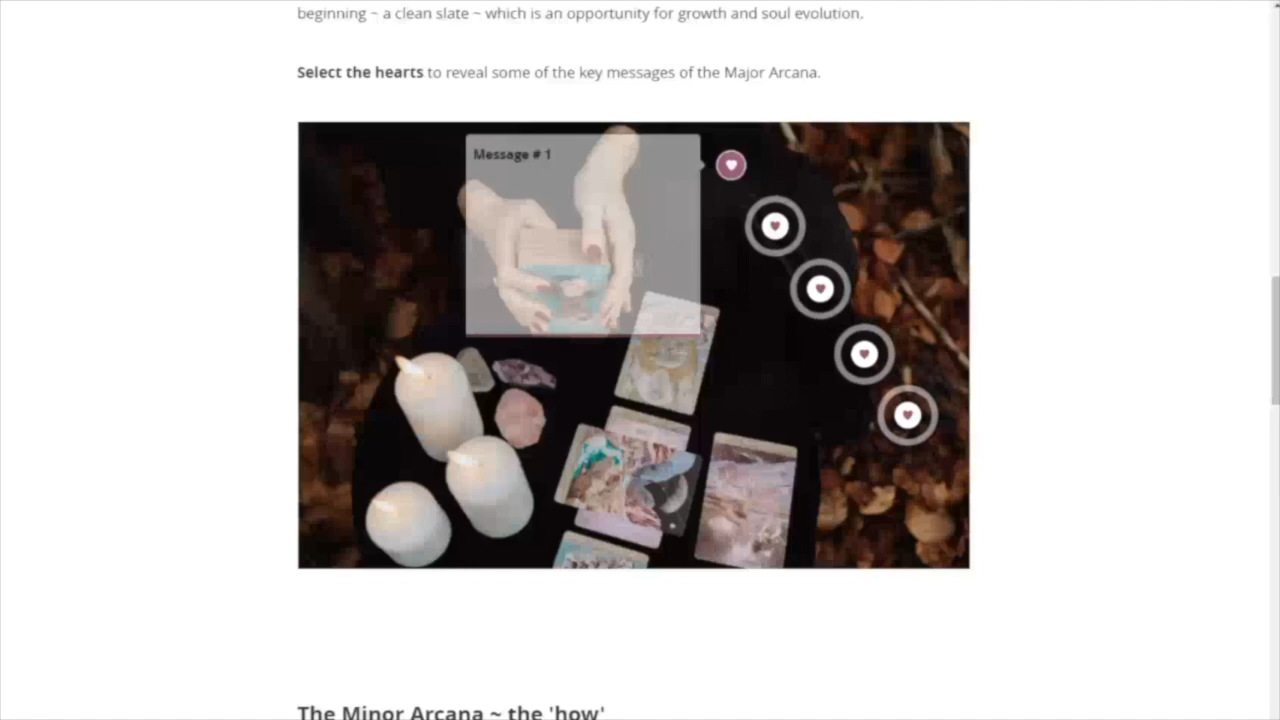 beginning ~ a clean slate ~ which is an opportunity for growth and soul evolution.
Select the hearts to reveal some of the key messages of the Major Arcana.
Message # 1
The Minor Arcana ~ the 'how'